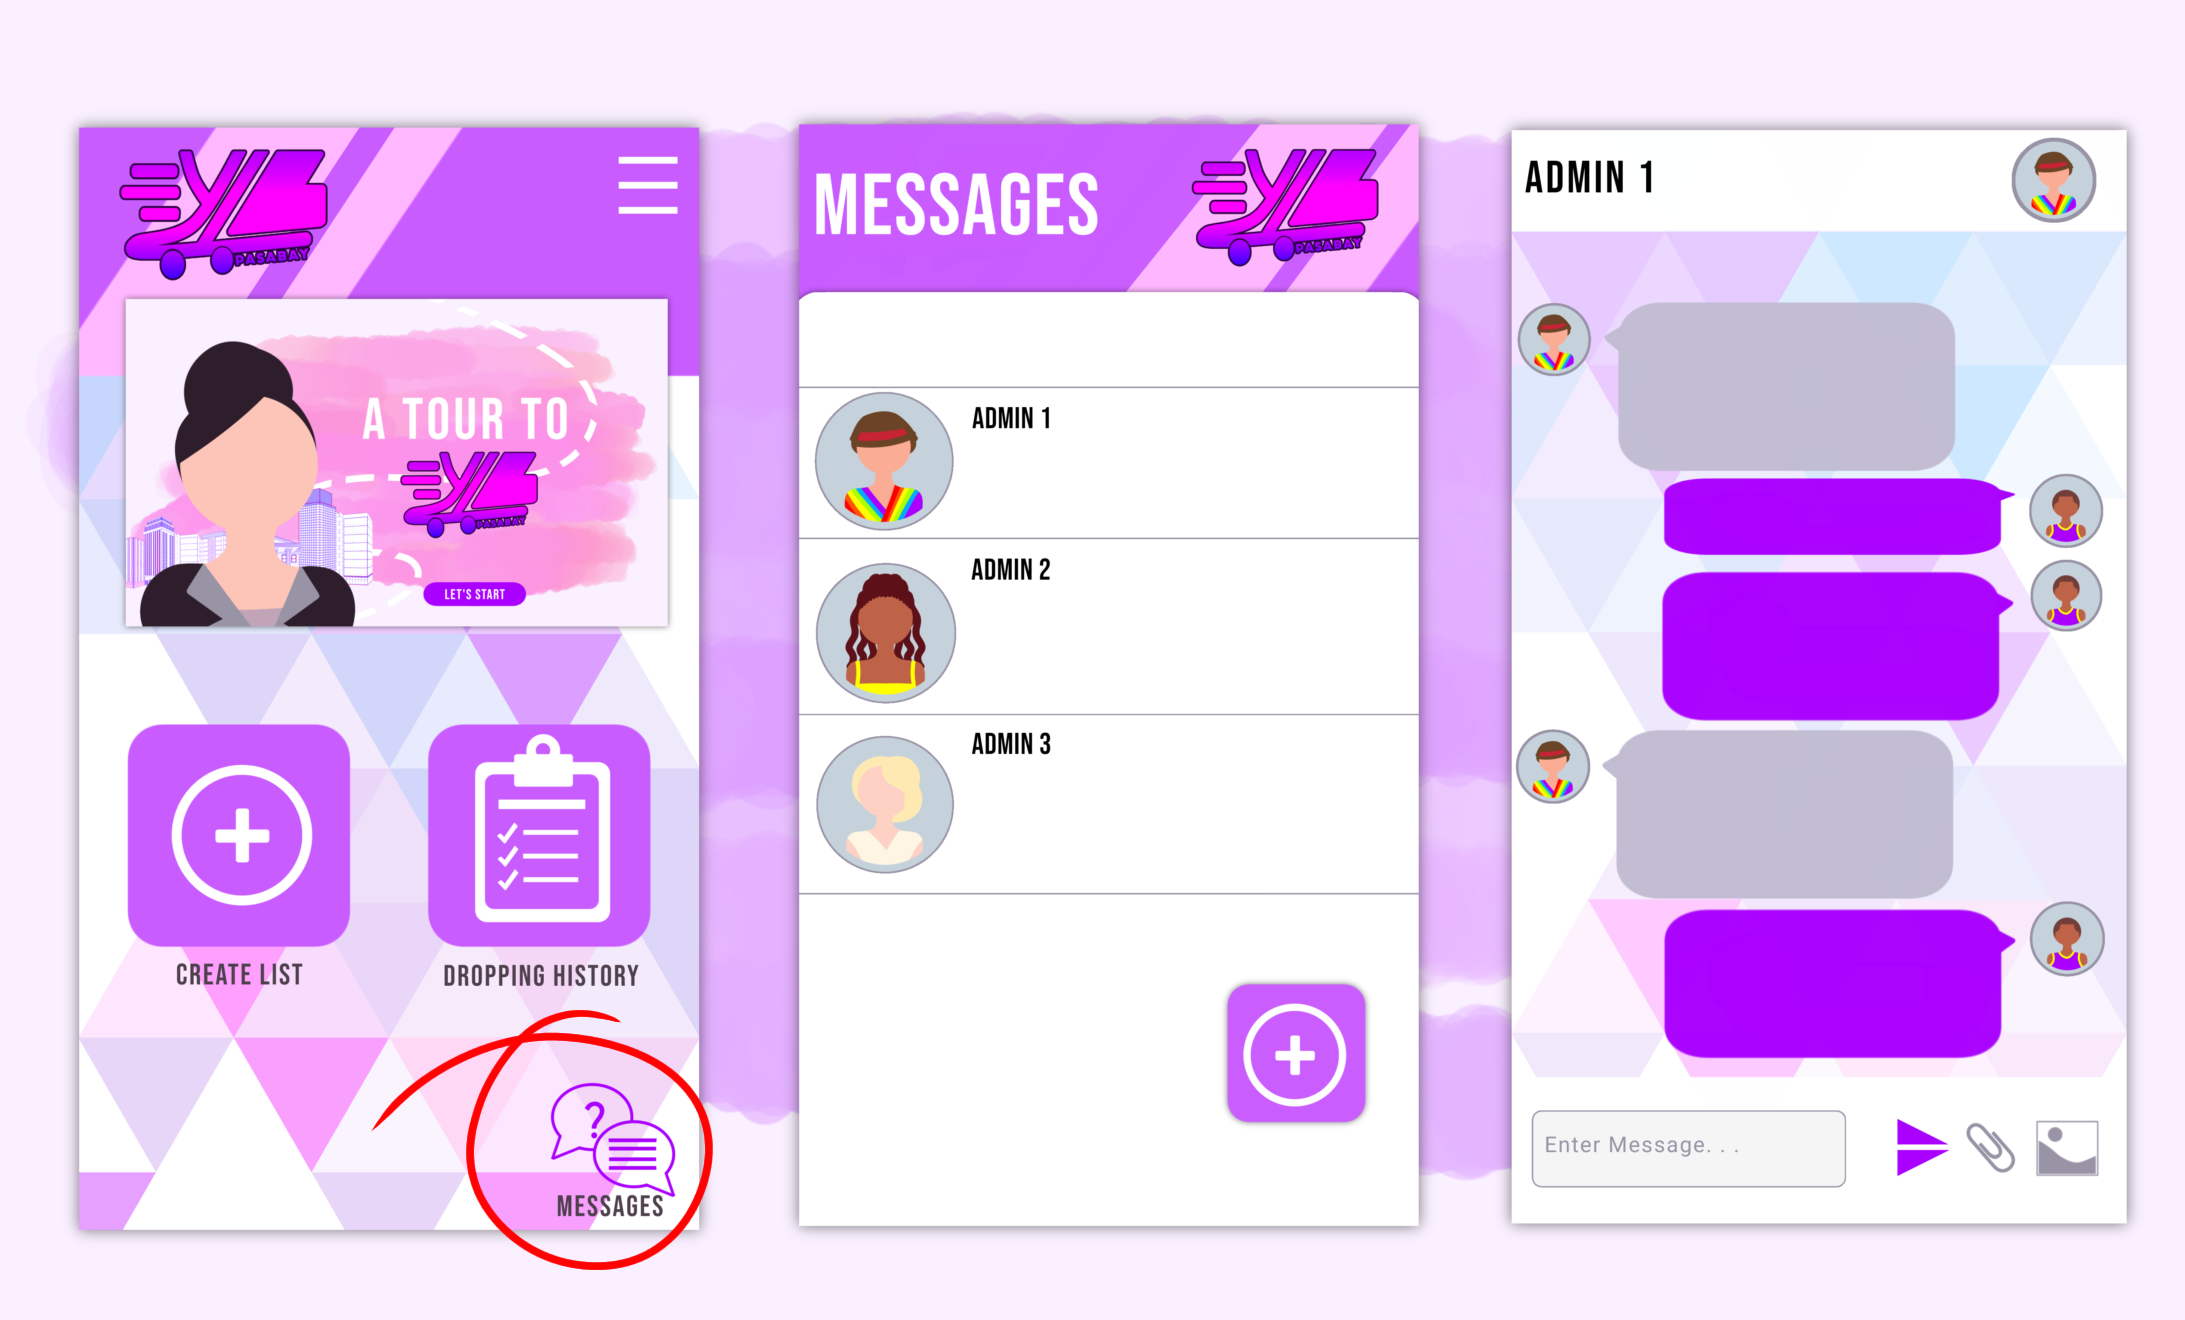 PASABAY
A TOUR TO
PASABAY
LET'S START
CREATE LIST
DROPPING HISTORY
?
MESSAGES
MESSAGES
PASABAY
ADMIN 1
ADMIN 2
ADMIN 3
ADMIN 1
Enter Message. . .